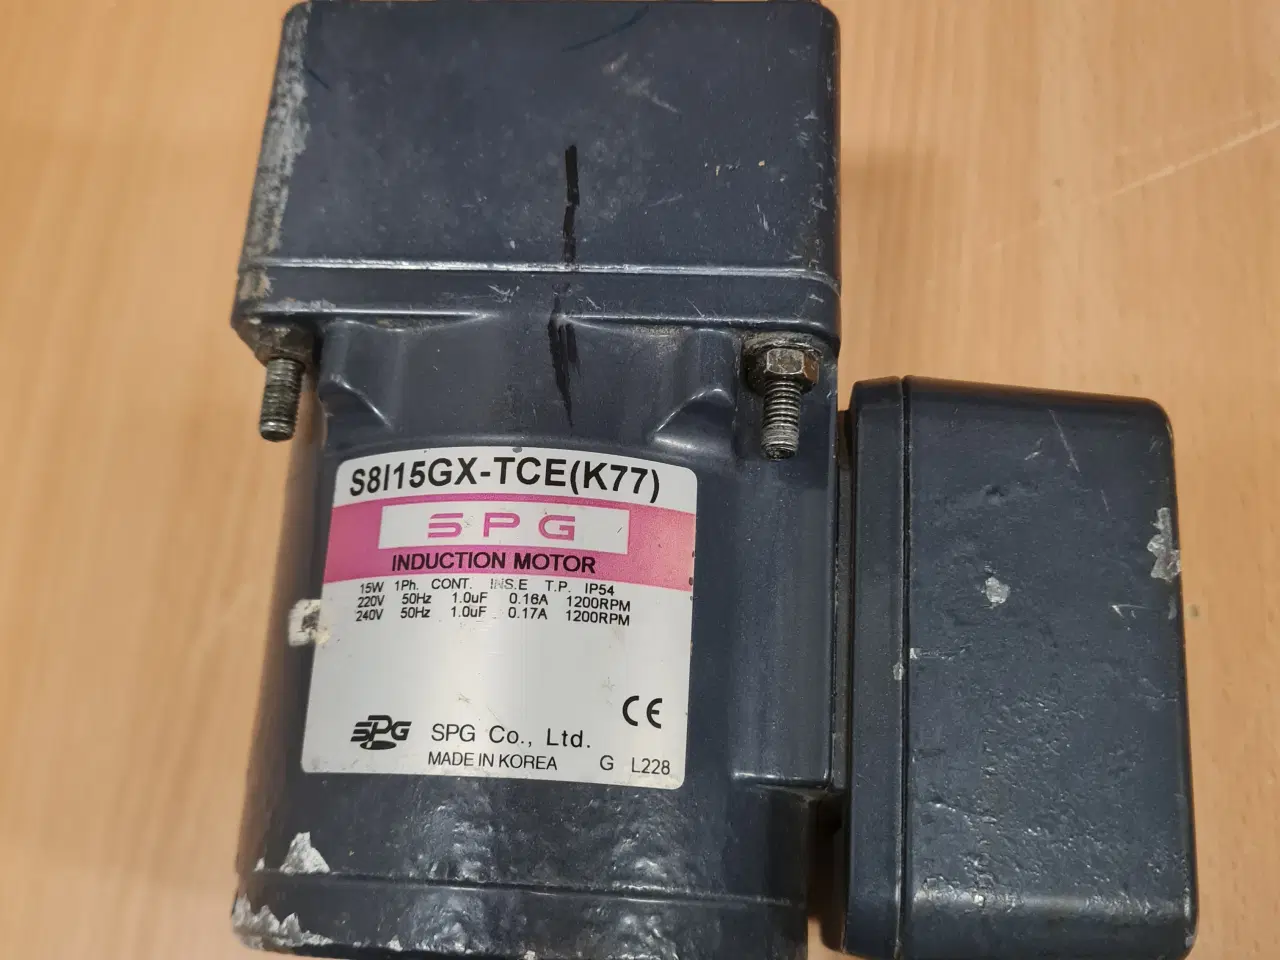 S8I15GX-TCE(K77)
SPG
INDUCTION MOTOR
15W 1Ph. CONT. INS.E T.P. IP54
220V 50Hz 1.0uF 0.16A 1200RPM
240V 50Hz 1.0uF 0.17A 1200RPM
CE
SPG SPG Co., Ltd.
MADE IN KOREA G L228